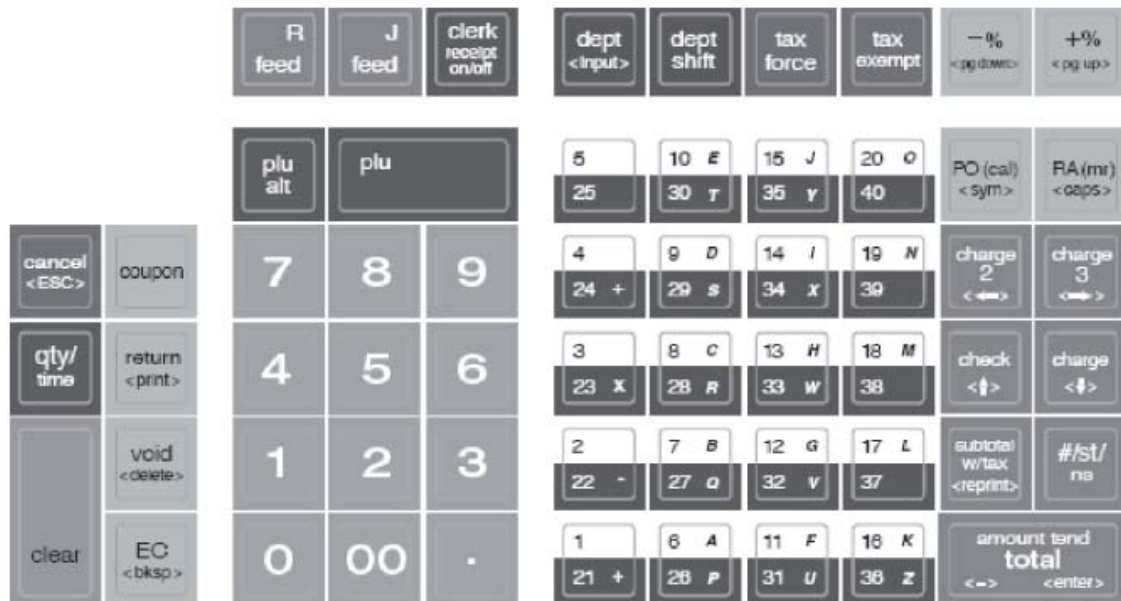 R
feed
J
feed
clerk
receipt
on/off
dept
<input>
dept
shift
tax
force
tax
exempt
-%
<pg down>
+%
<pg up>
plu
alt
plu
5
25
10 E
30 T
15 J
35 Y
20 O
40
PO (cal)
<sym>
RA (mr)
<caps>
cancel
<ESC>
coupon
7
8
9
4
24 +
9 D
29 S
14 I
34 X
19 N
39
charge
2
<⬅>
charge
3
<➡>
qty/
time
return
<print>
4
5
6
3
23 X
8 C
28 R
13 H
33 W
18 M
38
check
<⬆>
charge
<⬇>
clear
void
<delete>
1
2
3
2
22 -
7 B
27 Q
12 G
32 V
17 L
37
subtotal
w/tax
<reprint>
#/st/
ns
EC
<bksp>
0
00
.
1
21 +
6 A
26 P
11 F
31 U
16 K
36 Z
amount tend
total
<-> <enter>